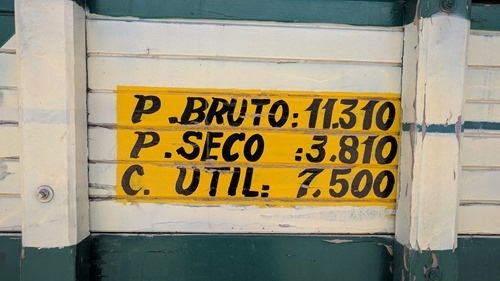 P.BRUTO: 11.310
P.SECO :3.810
C. UTIL: 7.500